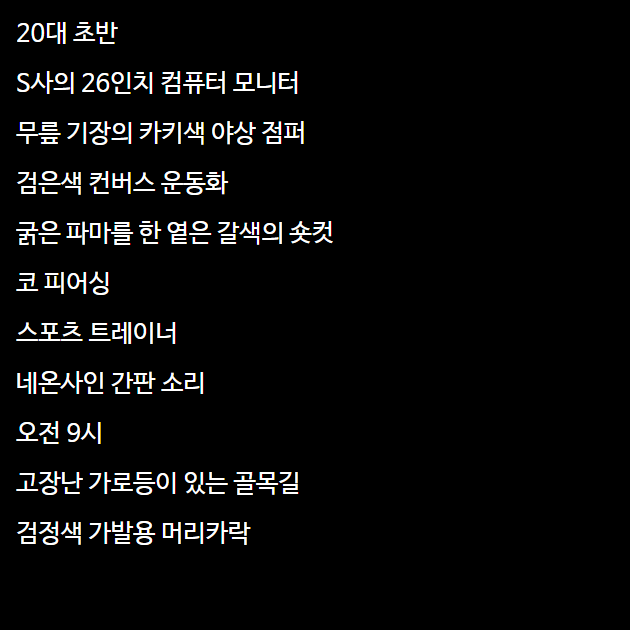 20대 초반
S사의 26인치 컴퓨터 모니터
무릎 기장의 카키색 야상 점퍼
검은색 컨버스 운동화
굵은 파마를 한 옅은 갈색의 숏컷
코 피어싱
스포츠 트레이너
네온사인 간판 소리
오전 9시
고장난 가로등이 있는 골목길
검정색 가발용 머리카락